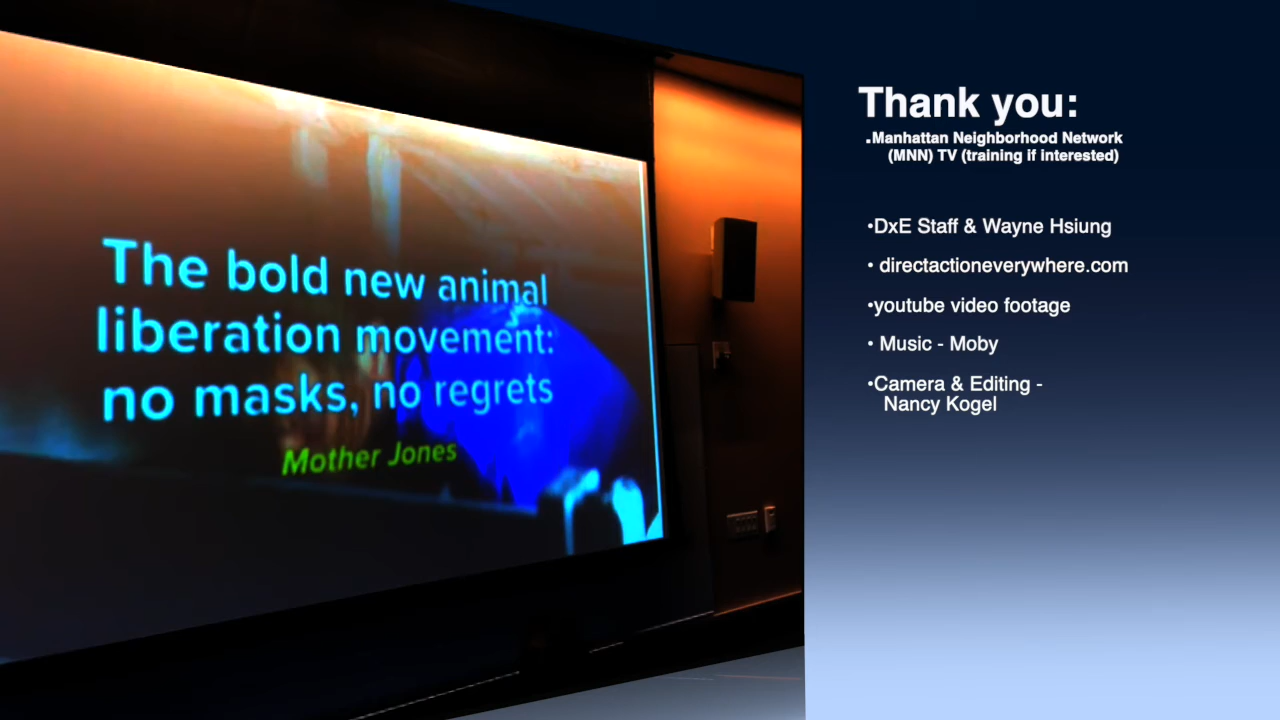 The bold new animal
liberation movement:
no masks, no regrets
Mother Jones
Thank you:
.Manhattan Neighborhood Network
(MNN) TV (training if interested)
•DxE Staff & Wayne Hsiung
• directactioneverywhere.com
•youtube video footage
• Music - Moby
•Camera & Editing -
Nancy Kogel